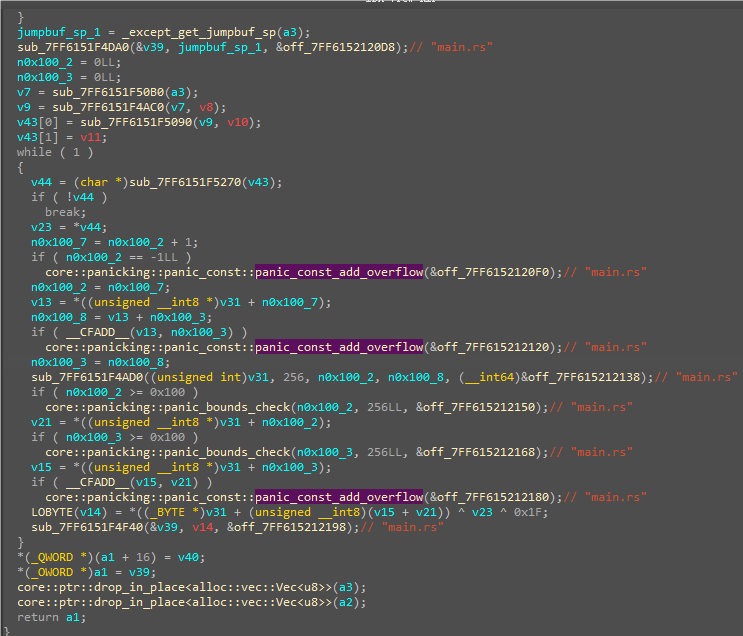 }
jumpbuf_sp_1 = _except_get_jumpbuf_sp(a3);
sub_7FF6151F4DA0(&v39, jumpbuf_sp_1, &off_7FF6152120D8);// "main.rs"
n0x100_2 = 0LL;
n0x100_3 = 0LL;
v7 = sub_7FF6151F50B0(a3);
v9 = sub_7FF6151F4AC0(v7, v8);
v43[0] = sub_7FF6151F5090(v9, v10);
v43[1] = v11;
while ( 1 )
{
v44 = (char *)sub_7FF6151F5270(v43);
if ( !v44 )
break;
v23 = *v44;
n0x100_7 = n0x100_2 + 1;
if ( n0x100_2 == -1LL )
core::panicking::panic_const::panic_const_add_overflow(&off_7FF6152120F0);// "main.rs"
n0x100_2 = n0x100_7;
v13 = *((unsigned __int8 *)v31 + n0x100_7);
n0x100_8 = v13 + n0x100_3;
if ( __CFADD__(v13, n0x100_3) )
core::panicking::panic_const::panic_const_add_overflow(&off_7FF615212120);// "main.rs"
n0x100_3 = n0x100_8;
sub_7FF6151F4AD0((unsigned int)v31, 256, n0x100_2, n0x100_8, (__int64)&off_7FF615212138);// "main.rs"
if ( n0x100_2 >= 0x100 )
core::panicking::panic_bounds_check(n0x100_2, 256LL, &off_7FF615212150);// "main.rs"
v21 = *((unsigned __int8 *)v31 + n0x100_2);
if ( n0x100_3 >= 0x100 )
core::panicking::panic_bounds_check(n0x100_3, 256LL, &off_7FF615212168);// "main.rs"
v15 = *((unsigned __int8 *)v31 + n0x100_3);
if ( __CFADD__(v15, v21) )
core::panicking::panic_const::panic_const_add_overflow(&off_7FF615212180);// "main.rs"
LOBYTE(v14) = *((_BYTE *)v31 + (unsigned __int8)(v15 + v21)) ^ v23 ^ 0x1F;
sub_7FF6151F4F40(&v39, v14, &off_7FF615212198);// "main.rs"
}
*(_QWORD *)(a1 + 16) = v40;
*(_OWORD *)a1 = v39;
core::ptr::drop_in_place<alloc::vec::Vec<u8>>(a3);
core::ptr::drop_in_place<alloc::vec::Vec<u8>>(a2);
return a1;
}